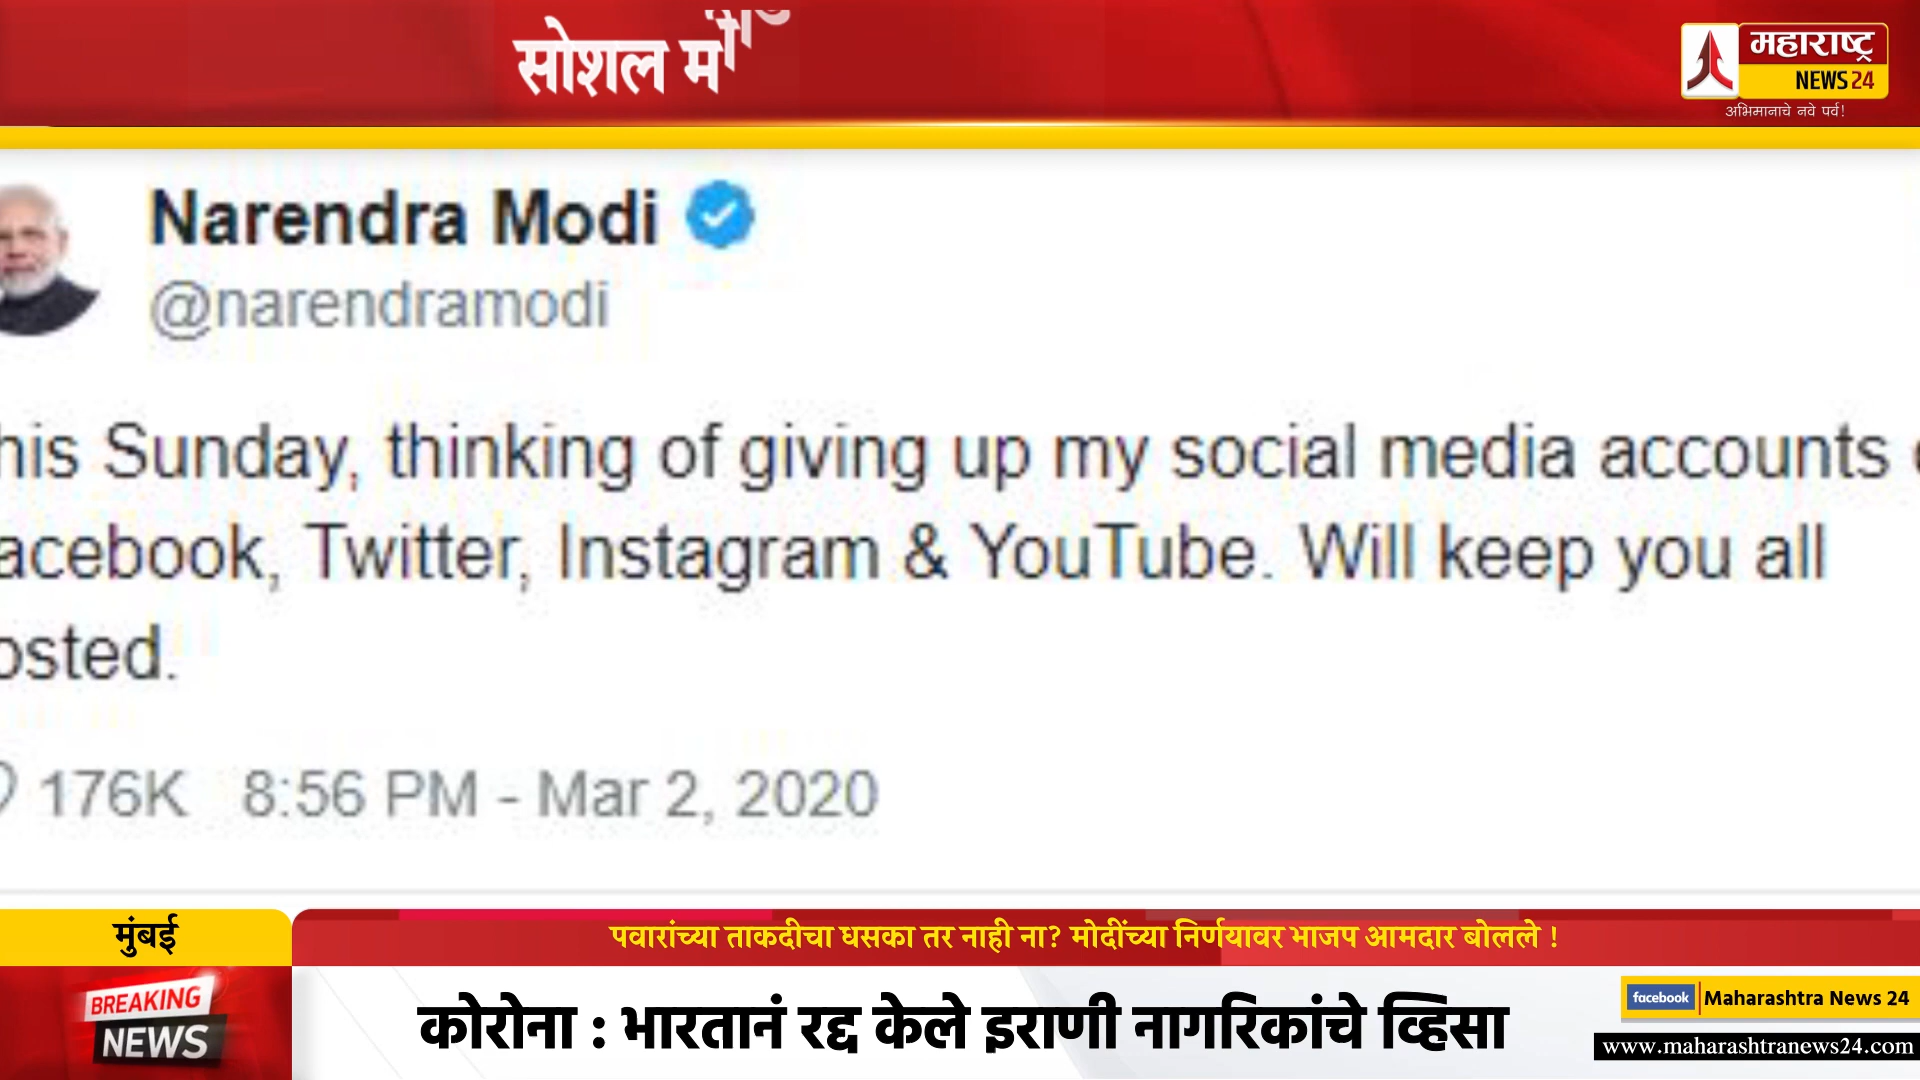 सोशल
महाराष्ट्र
NEWS 24
अभिमानाचे नवे पर्व!
Narendra Modi
@narendramodi
his Sunday, thinking of giving up my social media accounts
acebook, Twitter, Instagram & YouTube. Will keep you all
osted.
176K 8:56 PM - Mar 2, 2020
मुंबई
पवारांच्या ताकदीचा धसका तर नाही ना? मोदींच्या निर्णयावर भाजप आमदार बोलले !
BREAKING
NEWS
कोरोना : भारतानं रद्द केले इराणी नागरिकांचे व्हिसा
facebook Maharashtra News 24
www.maharashtranews24.com